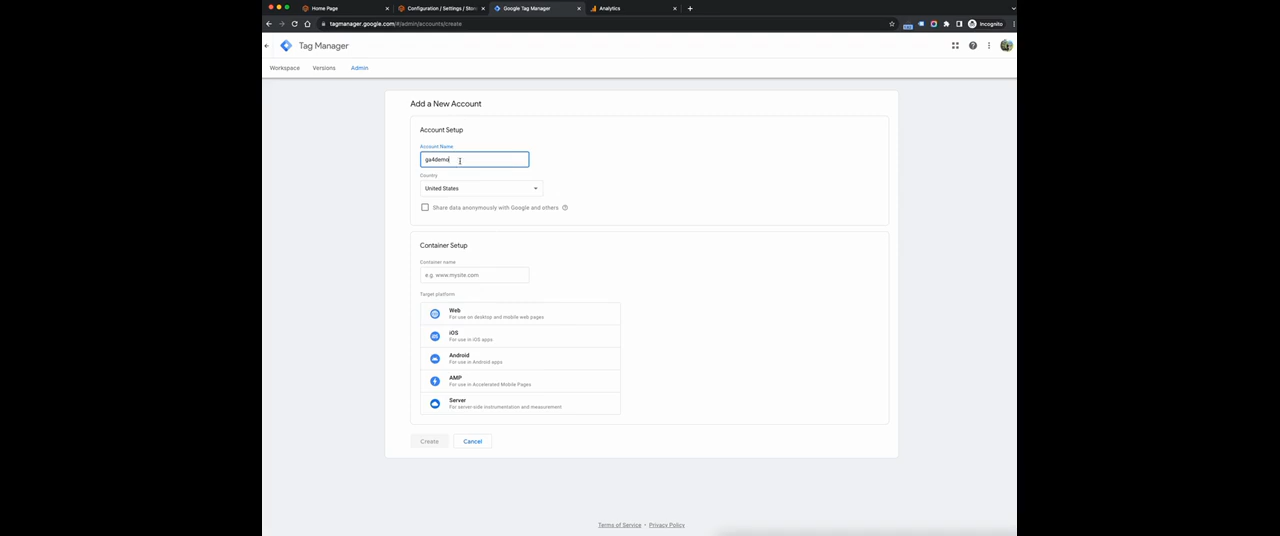 Home Page
Configuration / Settings / Stor
Google Tag Manager
Analytics
tagmanager.google.com/#/admin/accounts/create
Incognito
Tag Manager
Workspace
Versions
Admin
Add a New Account
Account Setup
Account Name
ga4demo
Country
United States
Share data anonymously with Google and others
Container Setup
Container name
e.g. www.mysite.com
Target platform
Web
For use on desktop and mobile web pages
iOS
For use in iOS apps
Android
For use in Android apps
AMP
For use in Accelerated Mobile Pages
Server
For server-side instrumentation and measurement
Create
Cancel
Terms of Service · Privacy Policy